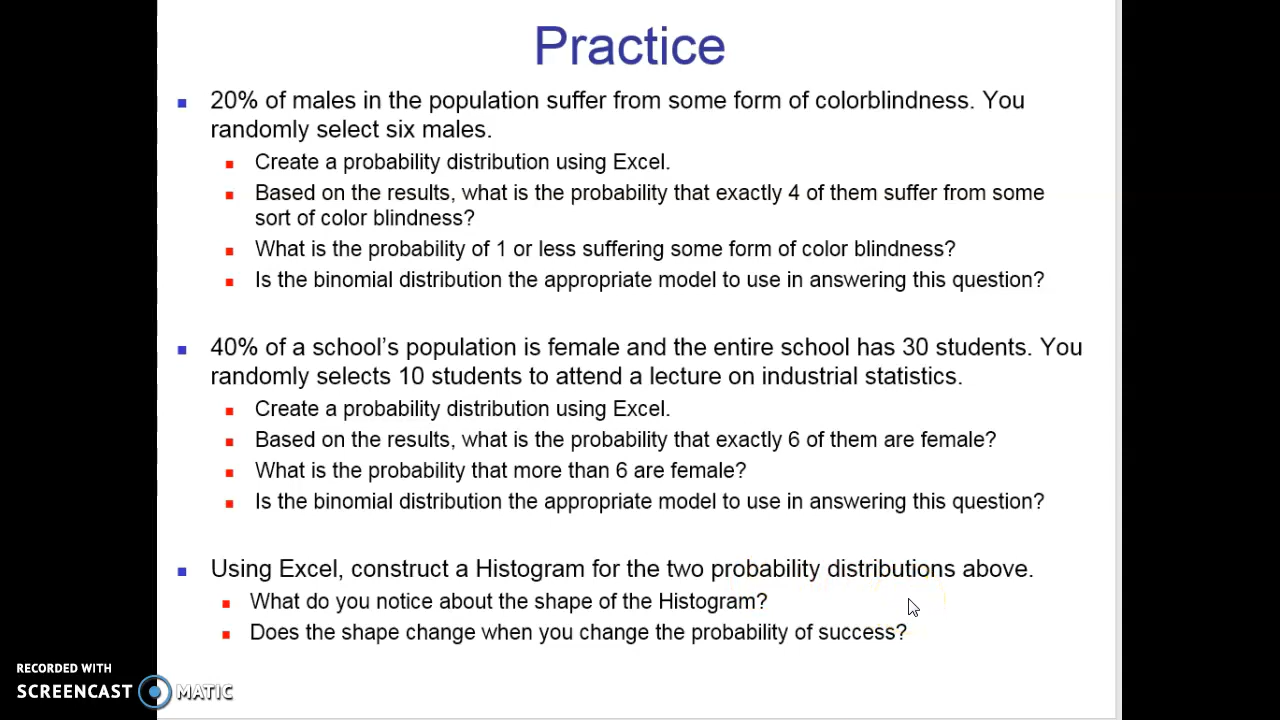 Practice
20% of males in the population suffer from some form of colorblindness. You
randomly select six males.
Create a probability distribution using Excel.
Based on the results, what is the probability that exactly 4 of them suffer from some
sort of color blindness?
What is the probability of 1 or less suffering some form of color blindness?
Is the binomial distribution the appropriate model to use in answering this question?
40% of a school's population is female and the entire school has 30 students. You
randomly selects 10 students to attend a lecture on industrial statistics.
Create a probability distribution using Excel.
Based on the results, what is the probability that exactly 6 of them are female?
What is the probability that more than 6 are female?
Is the binomial distribution the appropriate model to use in answering this question?
Using Excel, construct a Histogram for the two probability distributions above.
What do you notice about the shape of the Histogram?
Does the shape change when you change the probability of success?
RECORDED WITH
SCREENCAST MATIC